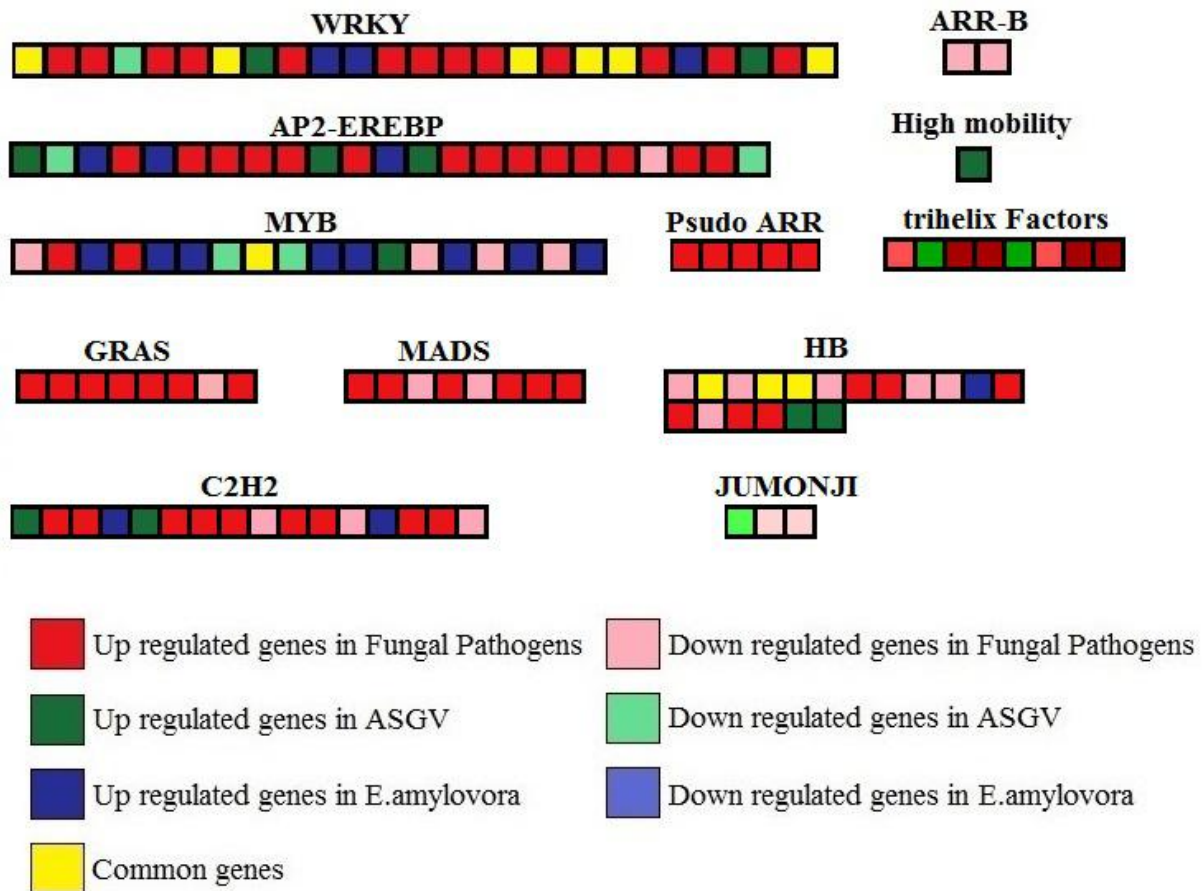 WRKY
ARR-B
AP2-EREBP
High mobility
MYB
Psudo ARR
trihelix Factors
GRAS
MADS
HB
C2H2
JUMONJI
Up regulated genes in Fungal Pathogens
Down regulated genes in Fungal Pathogens
Up regulated genes in ASGV
Down regulated genes in ASGV
Up regulated genes in E.amylovora
Down regulated genes in E.amylovora
Common genes